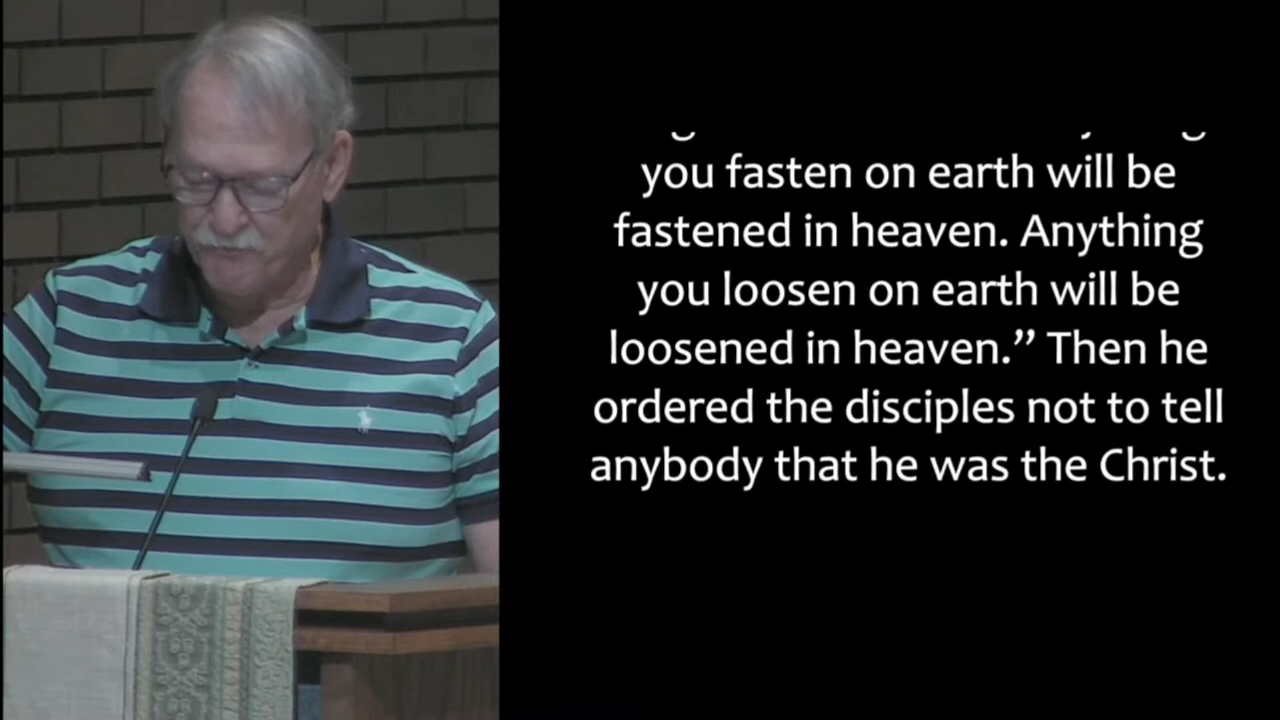 you fasten on earth will be
fastened in heaven. Anything
you loosen on earth will be
loosened in heaven.” Then he
ordered the disciples not to tell
anybody that he was the Christ.